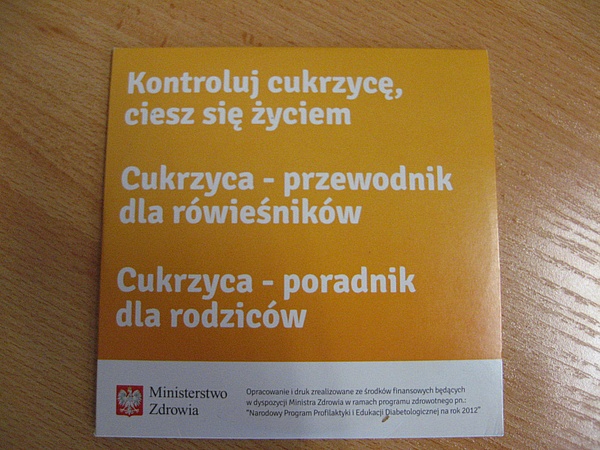 Kontroluj cukrzycę,
ciesz się życiem
Cukrzyca - przewodnik
dla rówieśników
Cukrzyca - poradnik
dla rodziców
Ministerstwo
Zdrowia
Opracowanie i druk zrealizowane ze środków finansowych będących
w dyspozycji Ministra Zdrowia w ramach programu zdrowotnego pn.:
"Narodowy Program Profilaktyki i Edukacji Diabetologicznej na rok 2012"